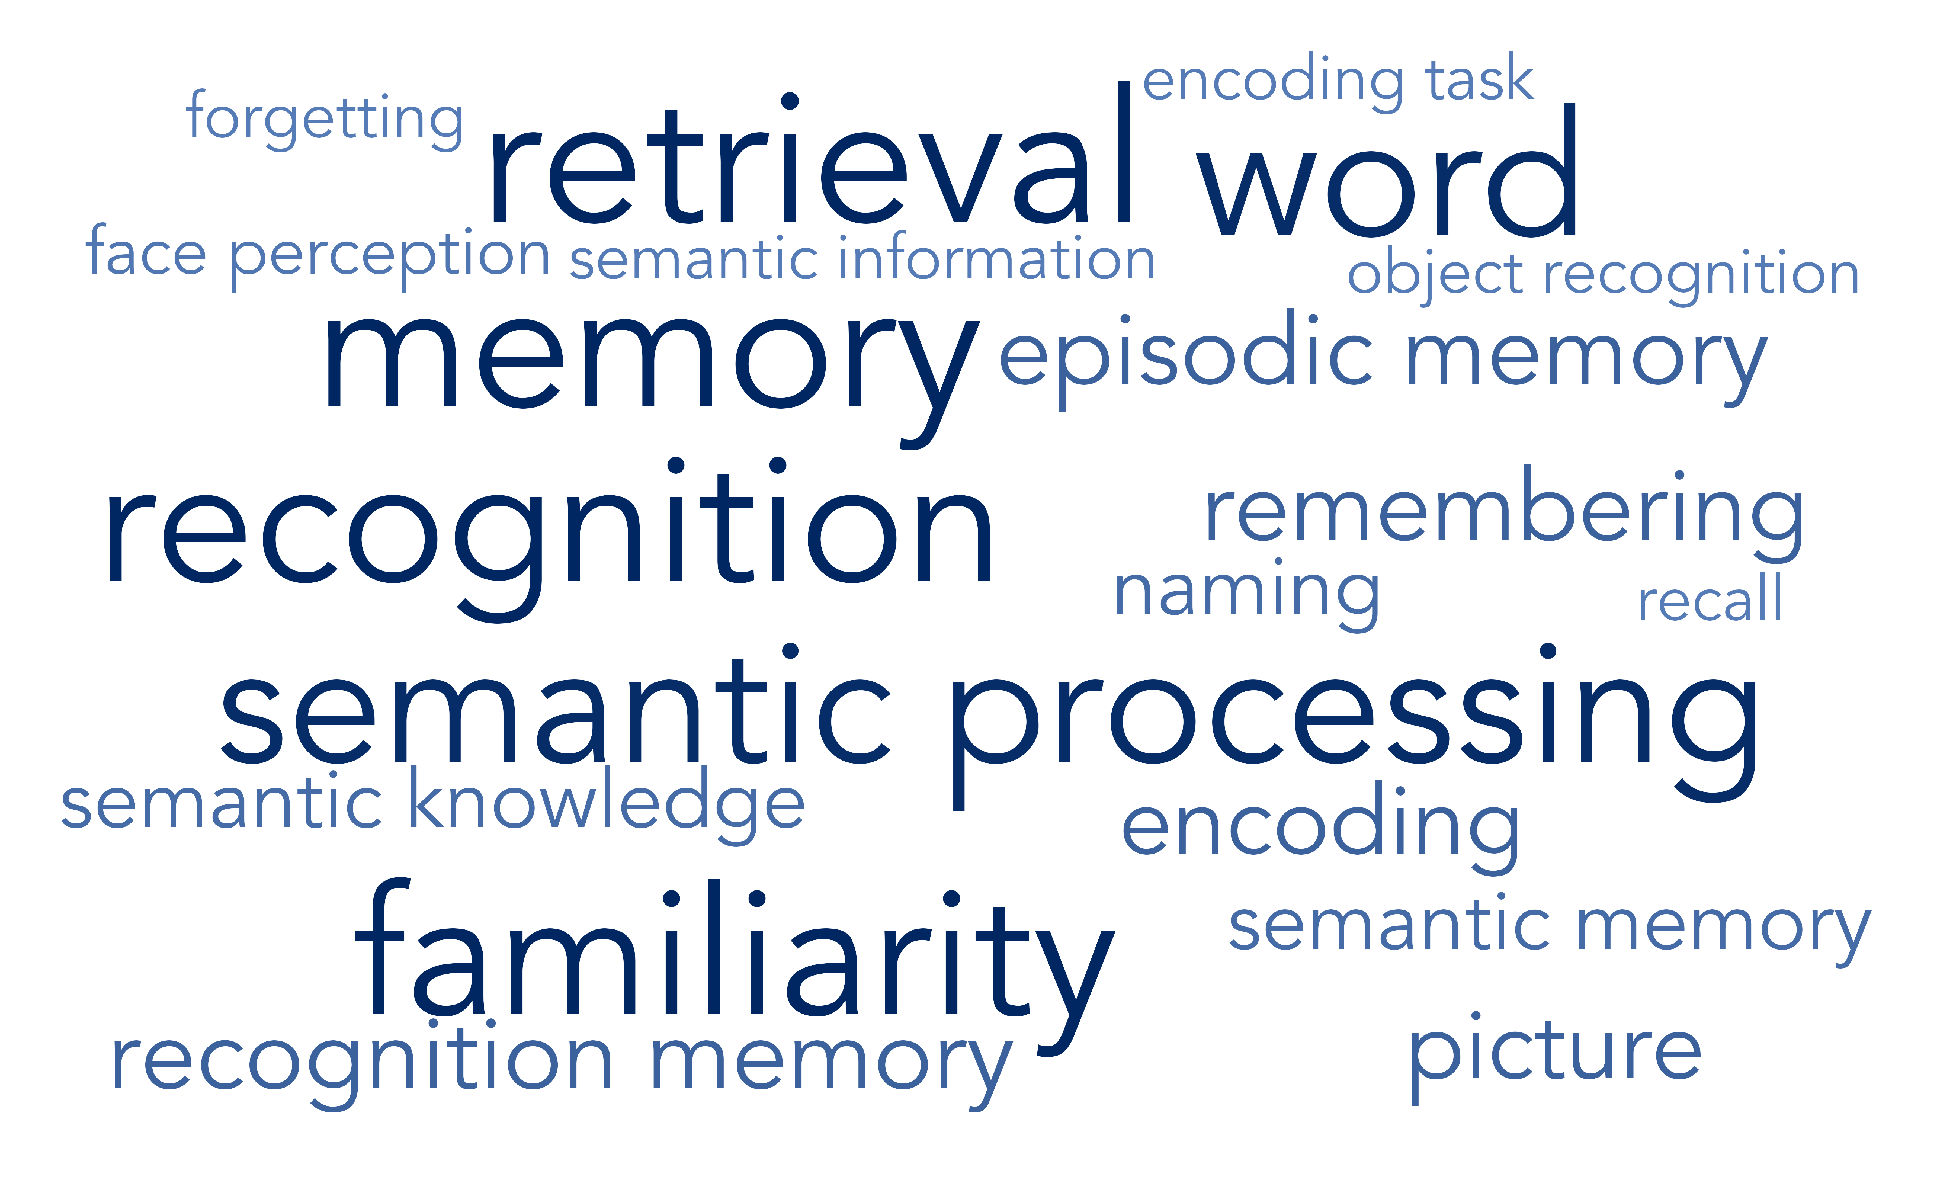 encoding task
forgetting
retrieval
word
face perception
semantic information
object recognition
memory
episodic memory
recognition
remembering
naming
recall
semantic processing
semantic knowledge
encoding
familiarity
semantic memory
recognition memory
picture